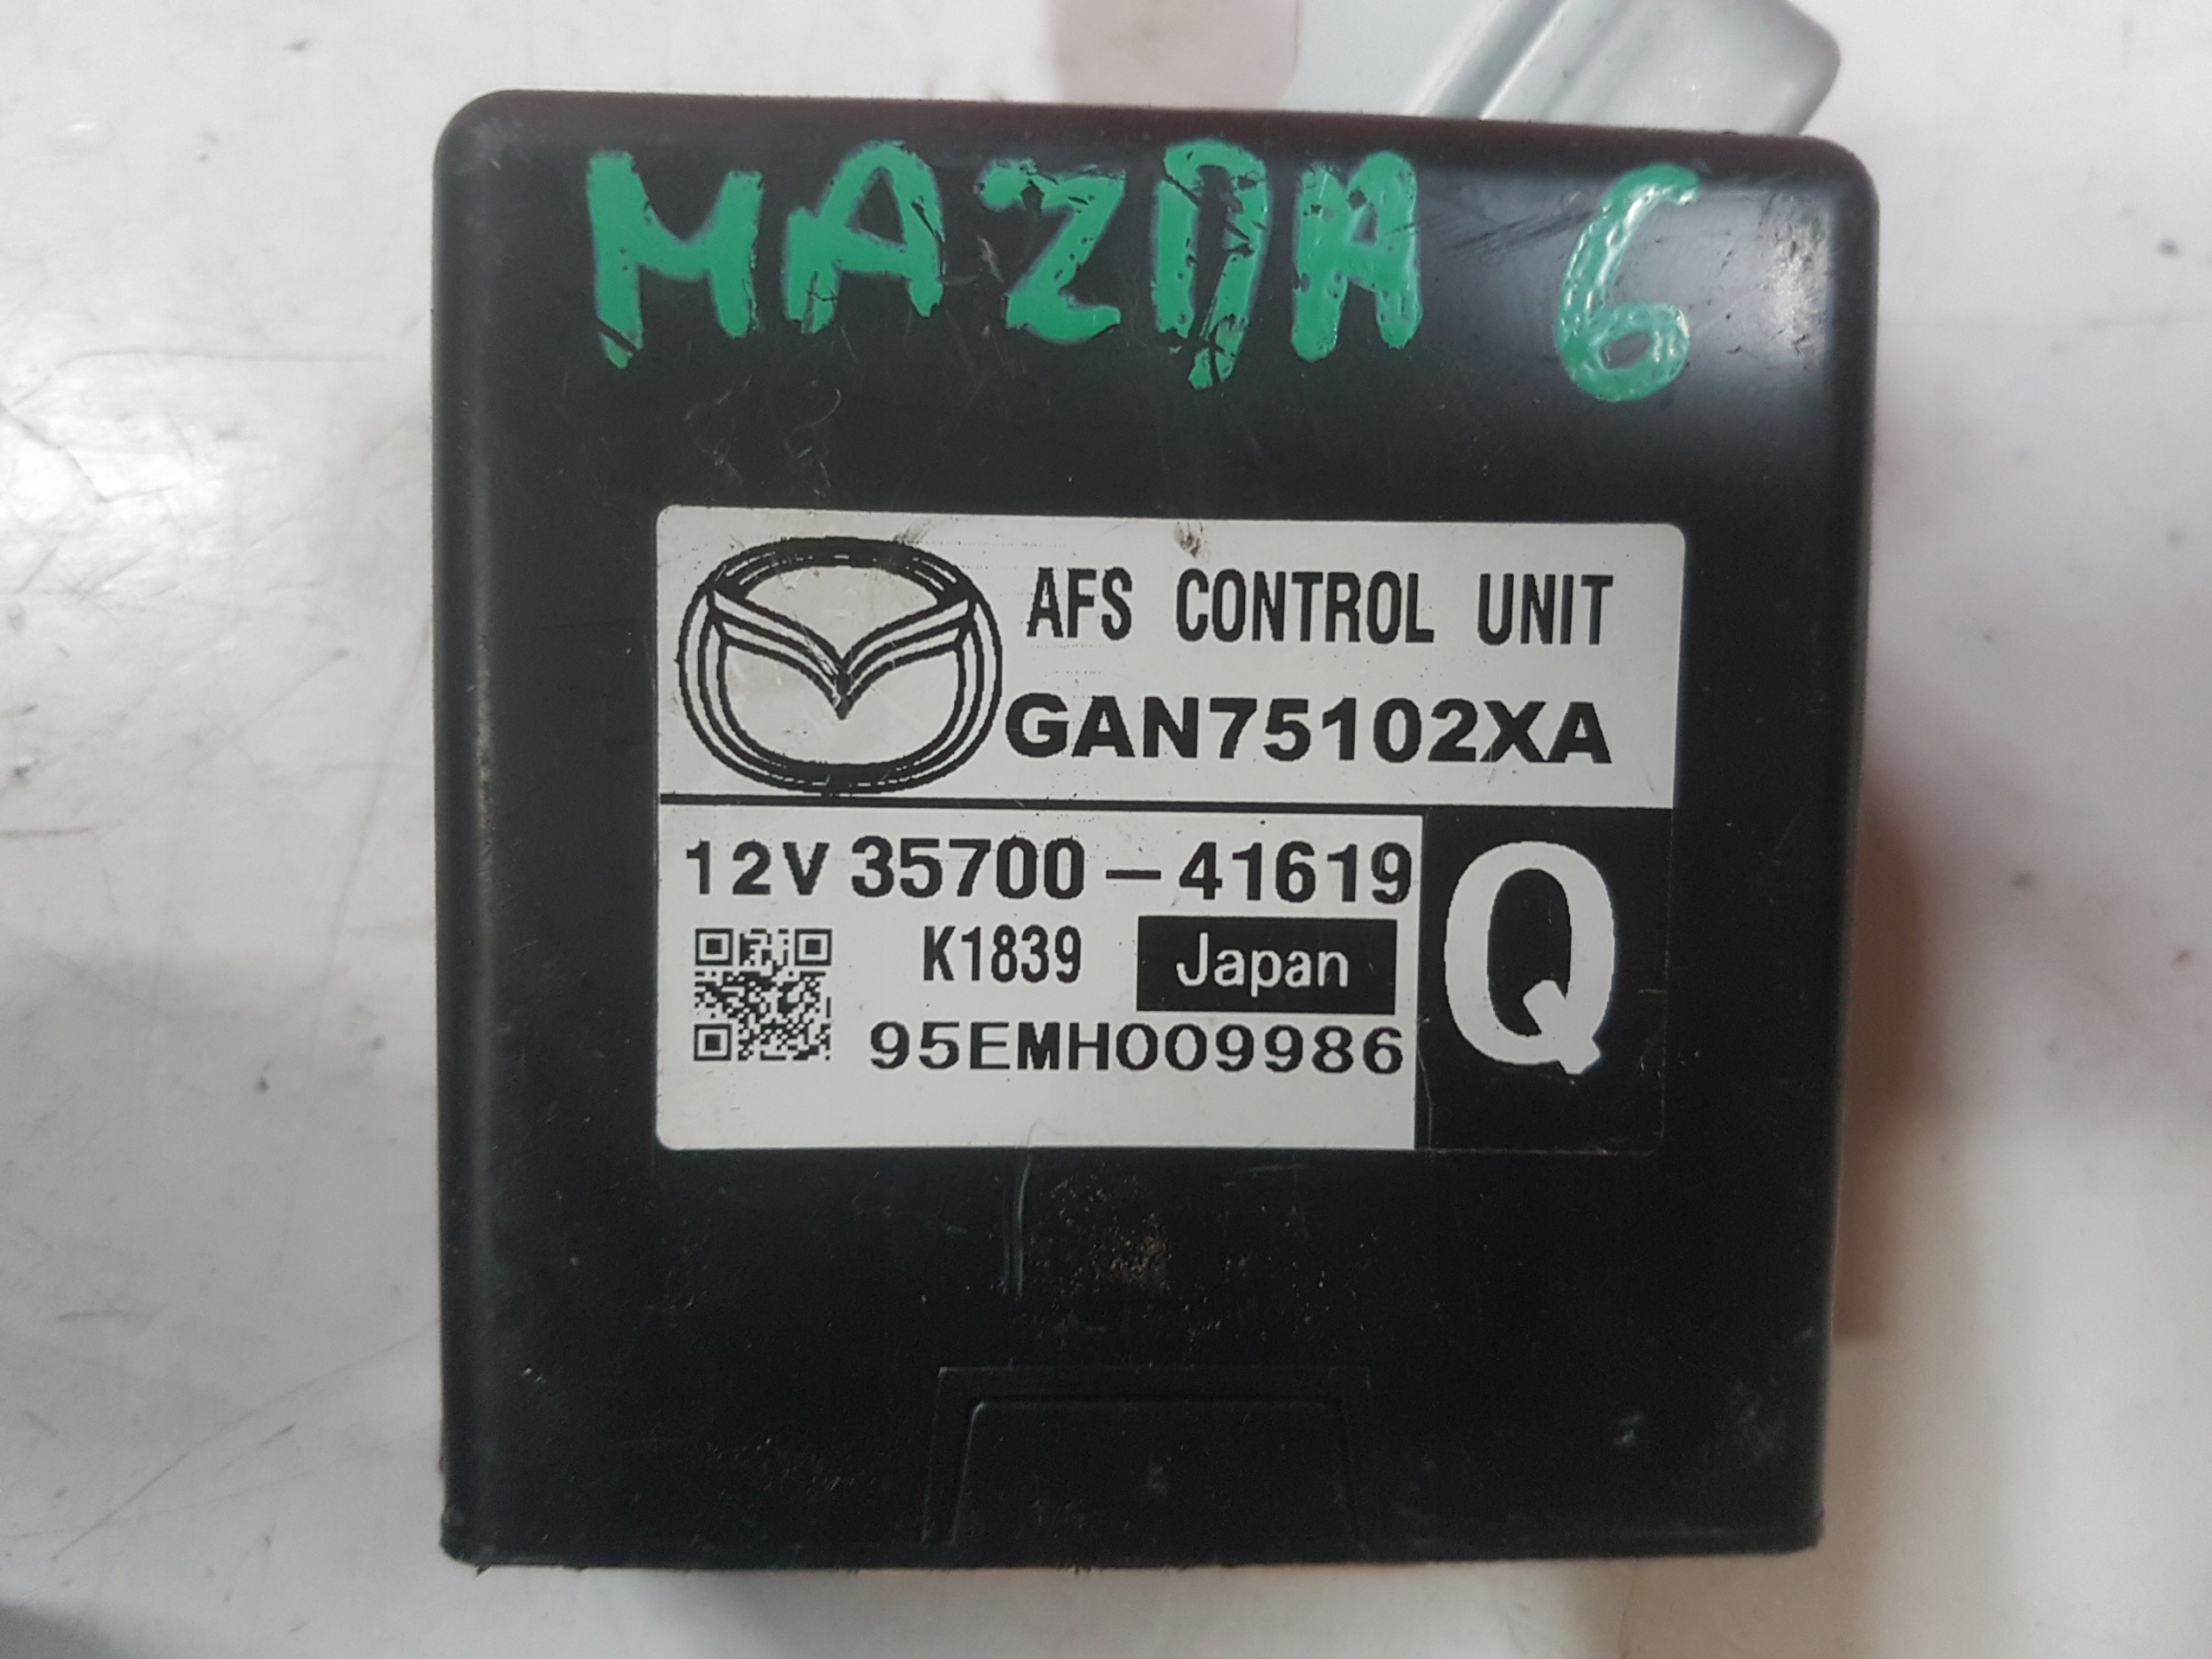 MAZDA 6
AFS CONTROL UNIT
GAN75102XA
12V 35700-41619
K1839 Japan
95EMH009986
Q